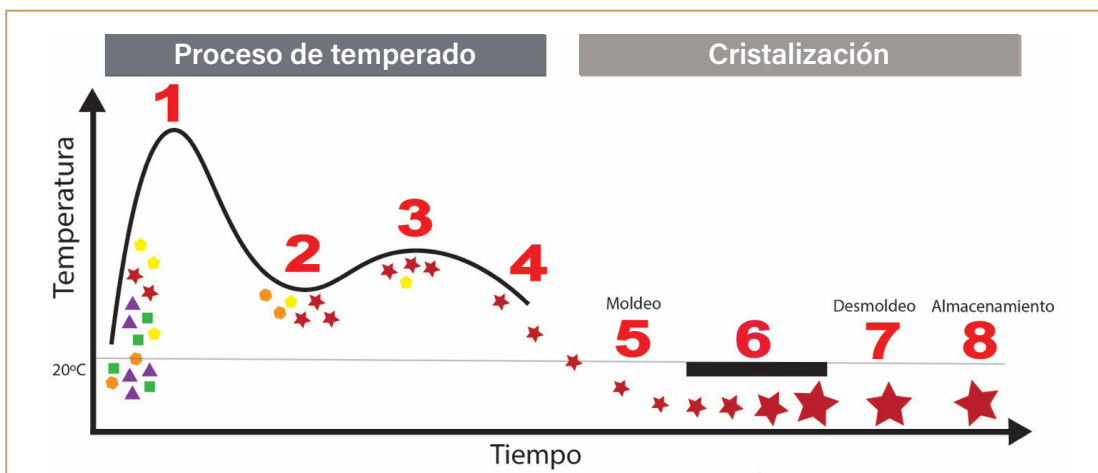 Proceso de temperado
Cristalización
1
Temperatura
2
3
4
Moldeo
Desmoldeo
Almacenamiento
5
6
7
8
20ºC
Tiempo